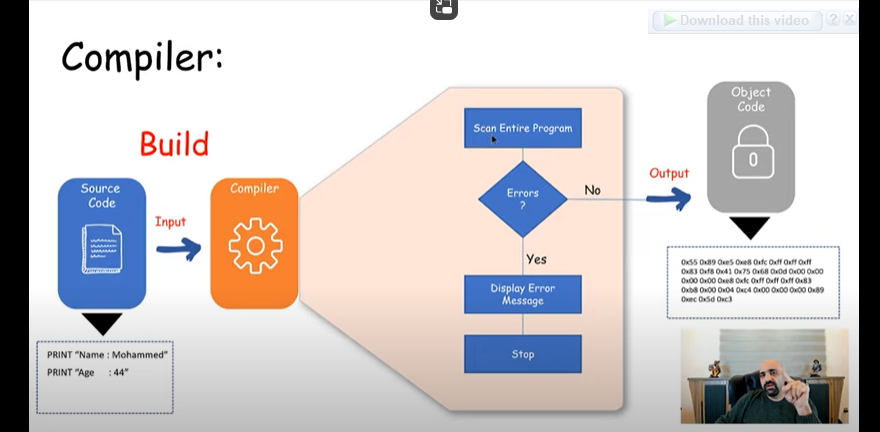 Download this video ? X
Compiler:
Build
Source
Code
Input
Compiler
Scan Entire Program
Errors
?
No
Yes
Display Error
Message
Stop
Output
Object
Code
0
PRINT "Name : Mohammed"
PRINT "Age : 44"
0x55 0x89 0xe5 0xe8 0xfc 0xff 0xff 0xff
0x83 0xf8 0x41 0x75 0x68 0x0d 0x00 0x00
0x00 0x00 0xe8 0xfc 0xff 0xff 0xff 0x83
0xb8 0x00 0x04 0xc4 0x00 0x00 0x00 0x89
0xec 0x5d 0xc3